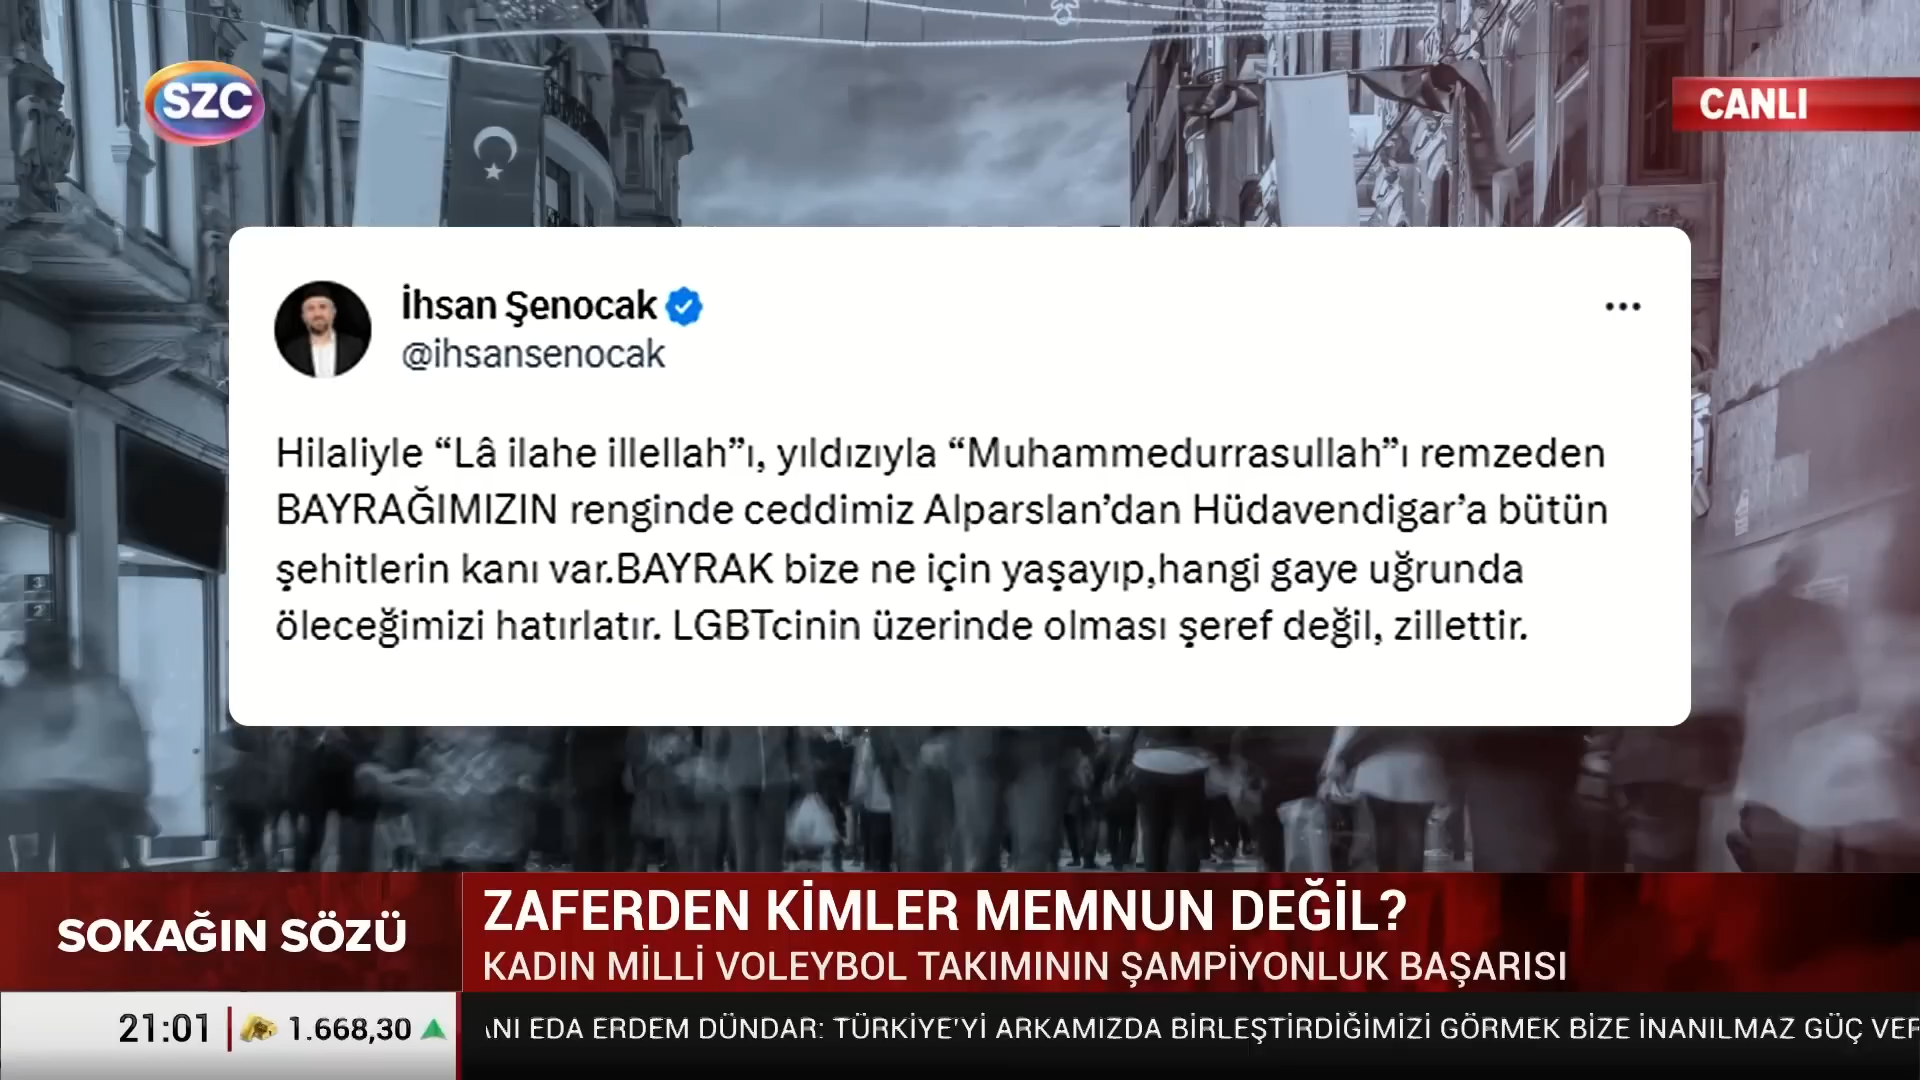 SZC
CANLI
İhsan Şenocak
@ihsansenocak
Hilaliyle “Lâ ilahe illellah”ı, yıldızıyla “Muhammedurrasullah”ı remzeden
BAYRAĞIMIZIN renginde ceddimiz Alparslan’dan Hüdavendigar’a bütün
şehitlerin kanı var.BAYRAK bize ne için yaşayıp,hangi gaye uğrunda
öleceğimizi hatırlatır. LGBTcinin üzerinde olması şeref değil, zillettir.
SOKAĞIN SÖZÜ
ZAFERDEN KİMLER MEMNUN DEĞİL?
KADIN MİLLİ VOLEYBOL TAKIMININ ŞAMPİYONLUK BAŞARISI
21:01 1.668,30
ANI EDA ERDEM DÜNDAR: TÜRKİYE'Yİ ARKAMIZDA BİRLEŞTİRDİĞİMİZİ GÖRMEK BİZE İNANILMAZ GÜÇ VER